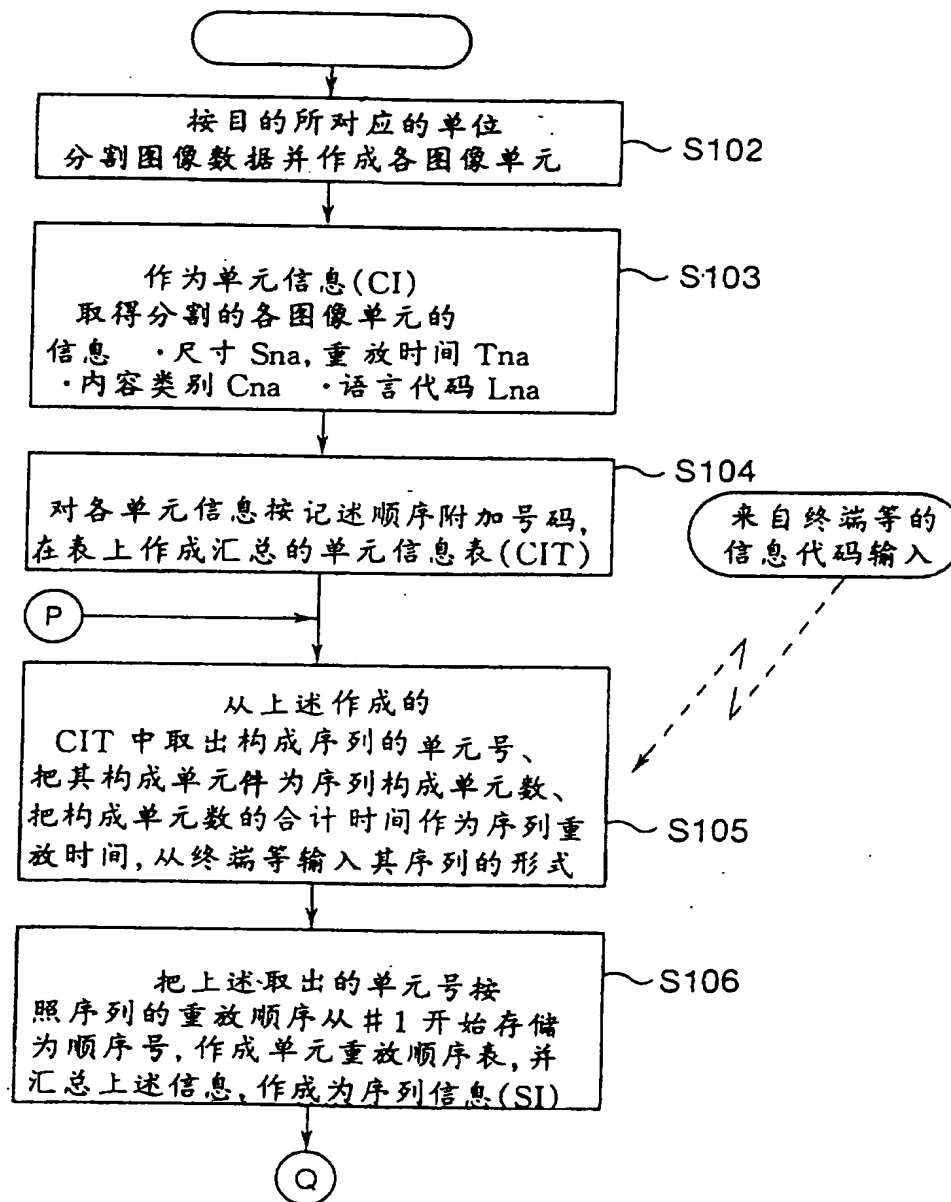 按目的所对应的单位
分割图像数据并作成各图像单元
S102
作为单元信息(CI)
取得分割的各图像单元的
信息 ·尺寸 Sna,重放时间 Tna
·内容类别 Cna ·语言代码 Lna
S103
对各单元信息按记述顺序附加号码,
在表上作成汇总的单元信息表(CIT)
S104
来自终端等的
信息代码输入
P
从上述作成的
CIT 中取出构成序列的单元号、
把其构成单元件为序列构成单元数、
把构成单元数的合计时间作为序列重
放时间,从终端等输入其序列的形式
S105
把上述取出的单元号按
照序列的重放顺序从#1开始存储
为顺序号,作成单元重放顺序表,并
汇总上述信息,作成为序列信息(SI)
S106
Q